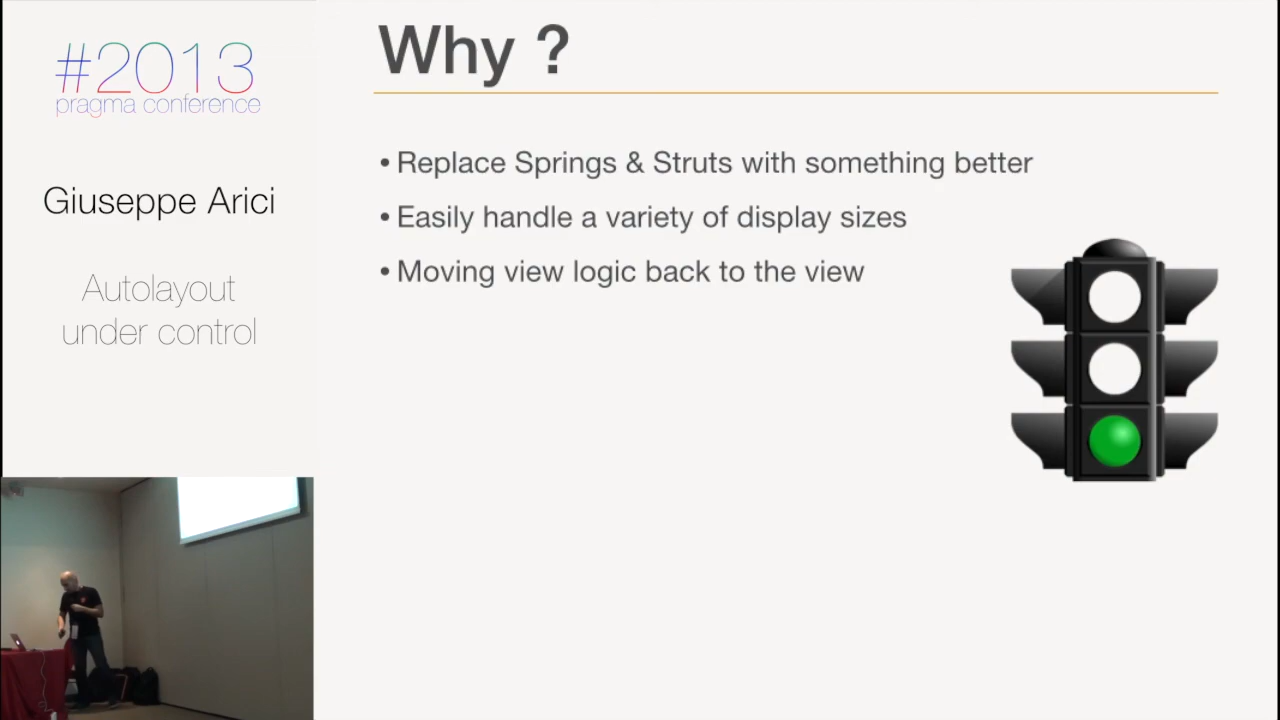 #2013
pragma conference
Giuseppe Arici
Autolayout
under control
Why ?
• Replace Springs & Struts with something better
• Easily handle a variety of display sizes
• Moving view logic back to the view